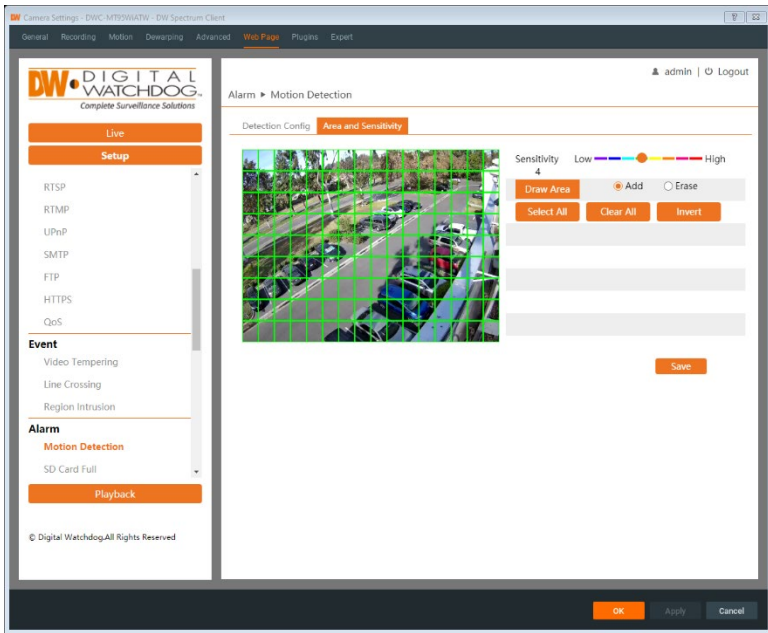 DW Camera Settings - DWC-MT95WiATW - DW Spectrum Client
General Recording Motion Dewarping Advanced Web Page Plugins Expert
DW DIGITAL
WATCHDOG
Complete Surveillance Solutions
admin | Logout
Alarm ▸ Motion Detection
Live
Setup
RTSP
RTMP
UPnP
SMTP
FTP
HTTPS
QoS
Event
Video Tempering
Line Crossing
Region Intrusion
Alarm
Motion Detection
SD Card Full
Playback
© Digital Watchdog.All Rights Reserved
Detection Config Area and Sensitivity
Sensitivity Low High
4
Draw Area Add Erase
Select All Clear All Invert
Save
OK Apply Cancel